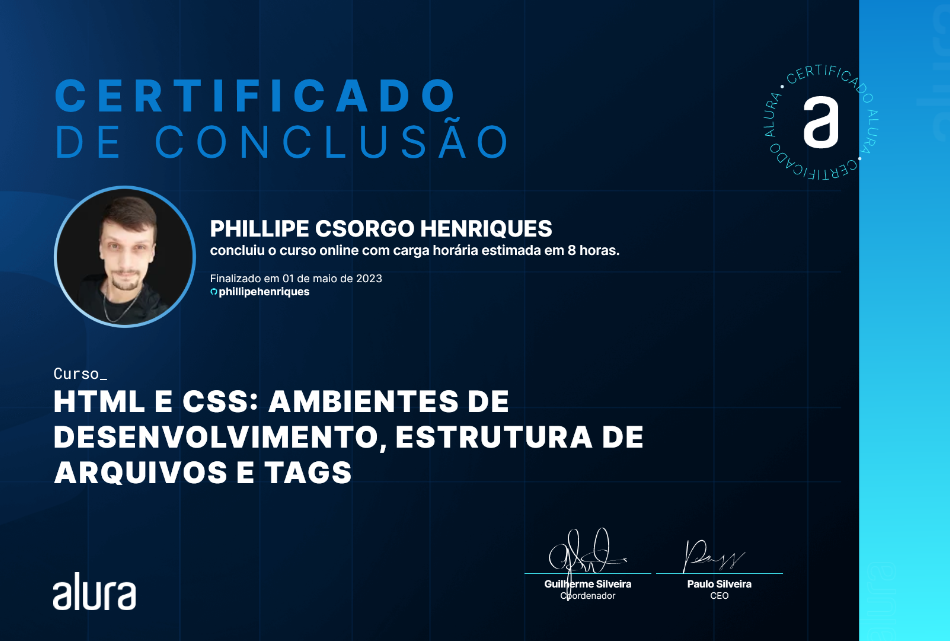 CERTIFICADO
DE CONCLUSÃO
CERTIFICADO ALURA • CERTIFICADO ALURA •
a
PHILLIPE CSORGO HENRIQUES
concluiu o curso online com carga horária estimada em 8 horas.
Finalizado em 01 de maio de 2023
phillipehenriques
Curso_
HTML E CSS: AMBIENTES DE
DESENVOLVIMENTO, ESTRUTURA DE
ARQUIVOS E TAGS
Guilherme Silveira
Coordenador
Paulo Silveira
CEO
alura